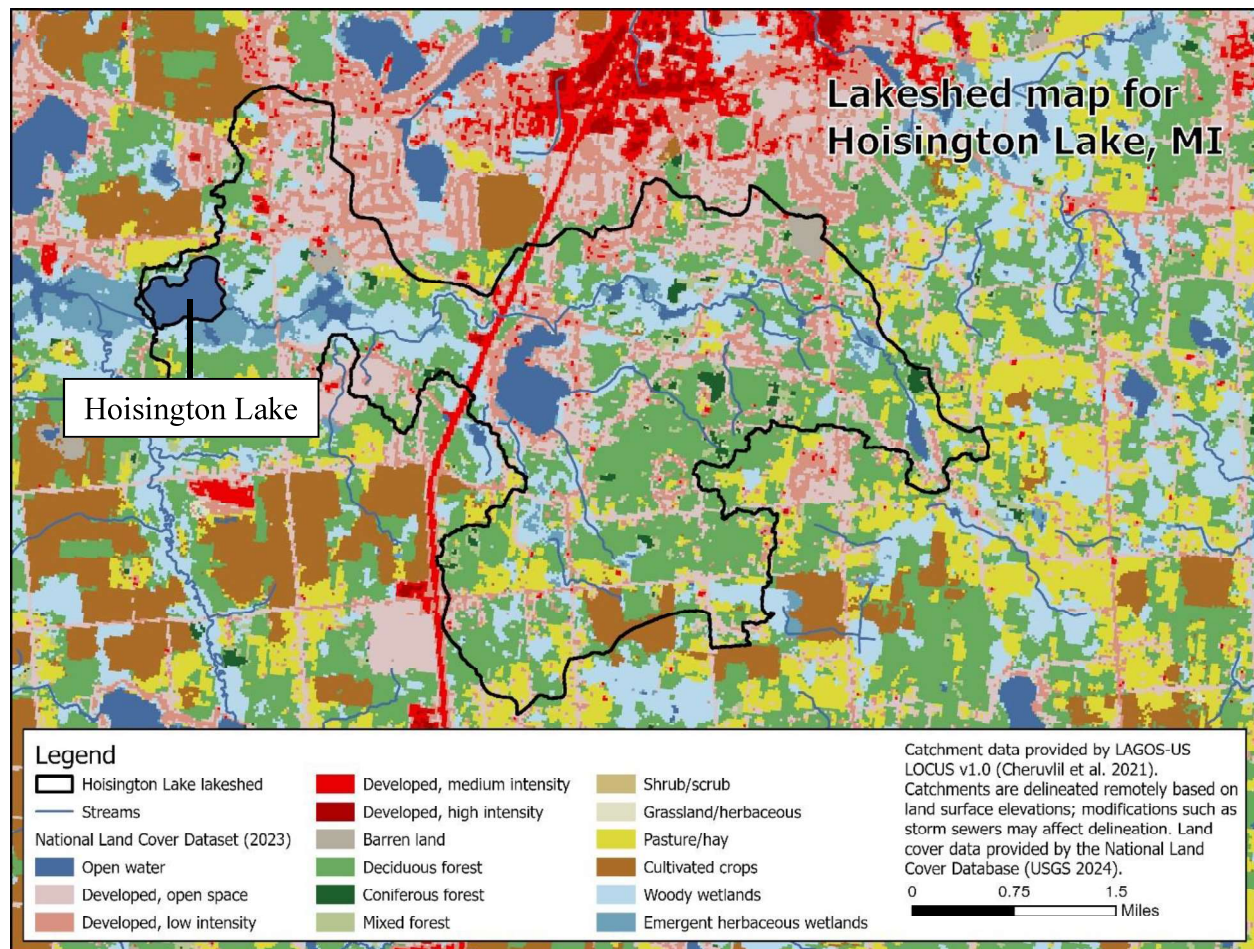 Lakeshed map for
Hoisington Lake, MI
Hoisington Lake
Legend
Hoisington Lake lakeshed
Streams
National Land Cover Dataset (2023)
Open water
Developed, open space
Developed, low intensity
Developed, medium intensity
Developed, high intensity
Barren land
Deciduous forest
Coniferous forest
Mixed forest
Shrub/scrub
Grassland/herbaceous
Pasture/hay
Cultivated crops
Woody wetlands
Emergent herbaceous wetlands
Catchment data provided by LAGOS-US
LOCUS v1.0 (Cheruvlil et al. 2021).
Catchments are delineated remotely based on
land surface elevations; modifications such as
storm sewers may affect delineation. Land
cover data provided by the National Land
Cover Database (USGS 2024).
0 0.75 1.5
Miles